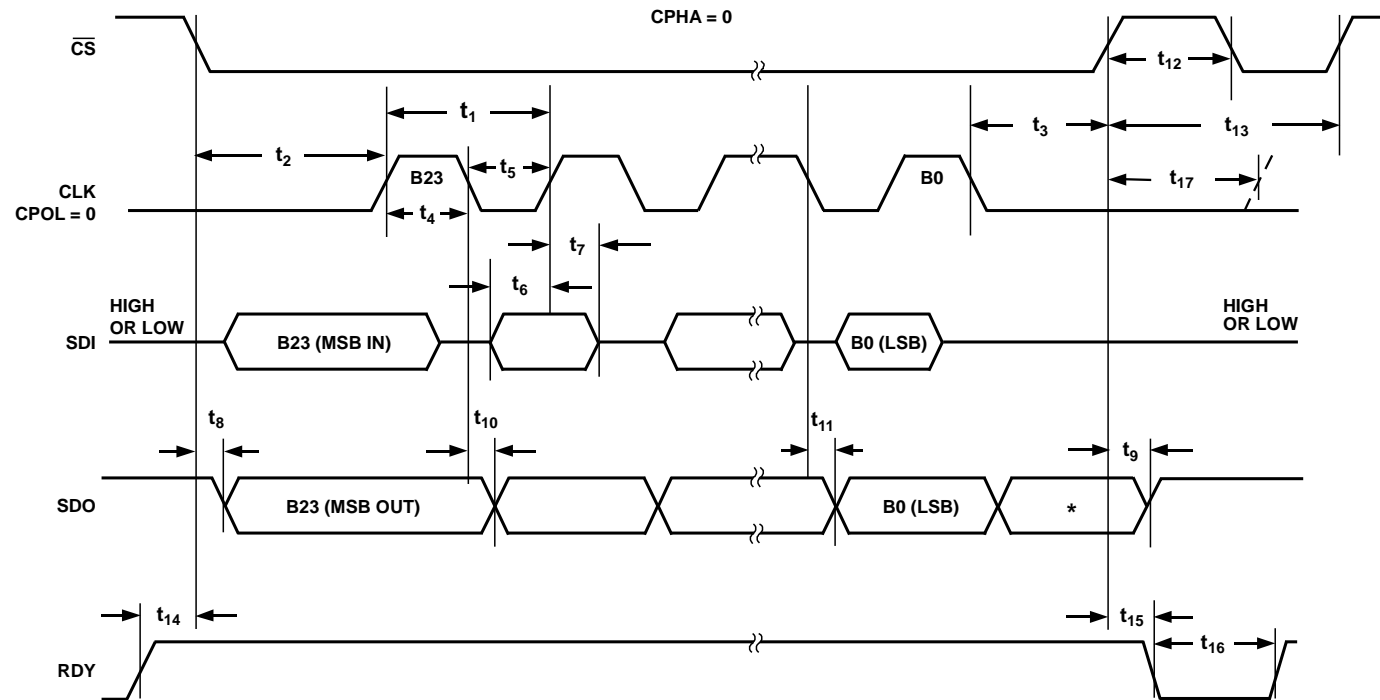 CPHA = 0
CS
t12
t1
t3
t13
t2
t5
t17
CLK
CPOL = 0
B23
B0
t4
t7
t6
HIGH
OR LOW
HIGH
OR LOW
SDI
B23 (MSB IN)
B0 (LSB)
t8
t10
t11
t9
SDO
B23 (MSB OUT)
B0 (LSB)
*
t14
t15
t16
RDY